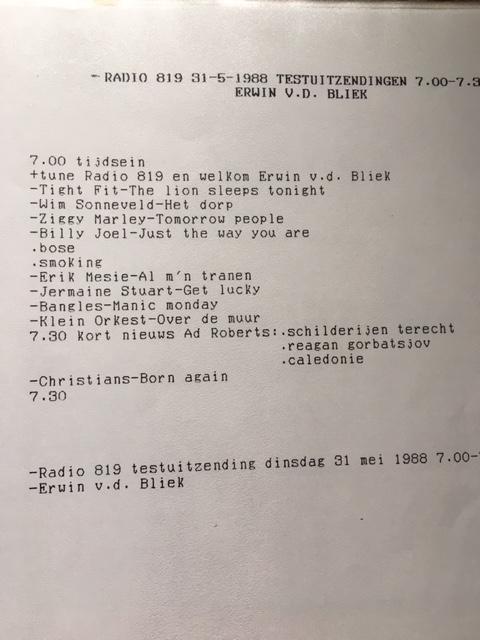 - RADIO 819 31-5-1988 TESTUITZENDINGEN 7.00-7.3
ERWIN V.D. BLIEK
7.00 tijdsein
+tune Radio 819 en welkom Erwin v.d. Bliek
-Tight Fit-The lion sleeps tonight
-Wim Sonneveld-Het dorp
-Ziggy Marley-Tomorrow people
-Billy Joel-Just the way you are
.bose
.smoking
-Erik Mesie-Al m'n tranen
-Jermaine Stuart-Get lucky
-Bangles-Manic monday
-Klein Orkest-Over de muur
7.30 Kort nieuws Ad Roberts:.schilderijen terecht
.reagan gorbatsjov
.caledonie
-Christians-Born again
7.30
-Radio 819 testuitzending dinsdag 31 mei 1988 7.00-
-Erwin v.d. Bliek